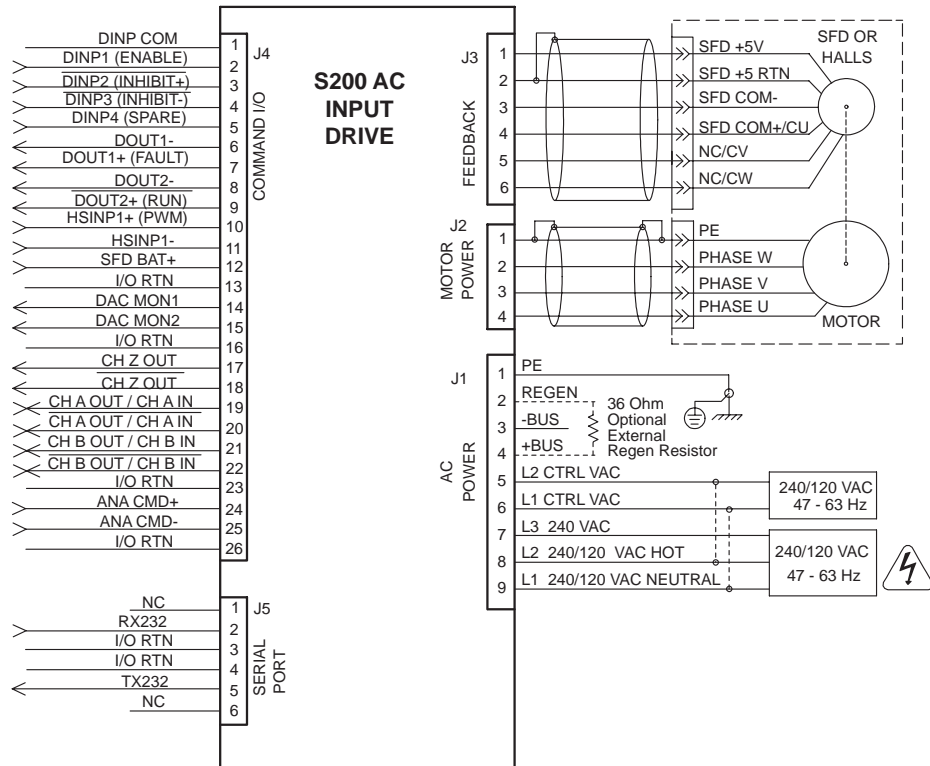 S200 AC
INPUT
DRIVE
J4
COMMAND I/O
DINP COM 1
DINP1 (ENABLE) 2
DINP2 (INHIBIT+) 3
DINP3 (INHIBIT-) 4
DINP4 (SPARE) 5
DOUT1- 6
DOUT1+ (FAULT) 7
DOUT2- 8
DOUT2+ (RUN) 9
HSINP1+ (PWM) 10
HSINP1- 11
SFD BAT+ 12
I/O RTN 13
DAC MON1 14
DAC MON2 15
I/O RTN 16
CH Z OUT 17
CH Z OUT 18
CH A OUT / CH A IN 19
CH A OUT / CH A IN 20
CH B OUT / CH B IN 21
CH B OUT / CH B IN 22
I/O RTN 23
ANA CMD+ 24
ANA CMD- 25
I/O RTN 26
J5
SERIAL
PORT
NC 1
RX232 2
I/O RTN 3
I/O RTN 4
TX232 5
NC 6
J3
FEEDBACK
1 SFD +5V
2 SFD +5 RTN
3 SFD COM-
4 SFD COM+/CU
5 NC/CV
6 NC/CW
SFD OR
HALLS
J2
MOTOR
POWER
1 PE
2 PHASE W
3 PHASE V
4 PHASE U
MOTOR
J1
AC
POWER
1 PE
2 REGEN
3 -BUS
4 +BUS
36 Ohm
Optional
External
Regen Resistor
5 L2 CTRL VAC
6 L1 CTRL VAC
7 L3 240 VAC
8 L2 240/120 VAC HOT
9 L1 240/120 VAC NEUTRAL
240/120 VAC
47 - 63 Hz
240/120 VAC
47 - 63 Hz